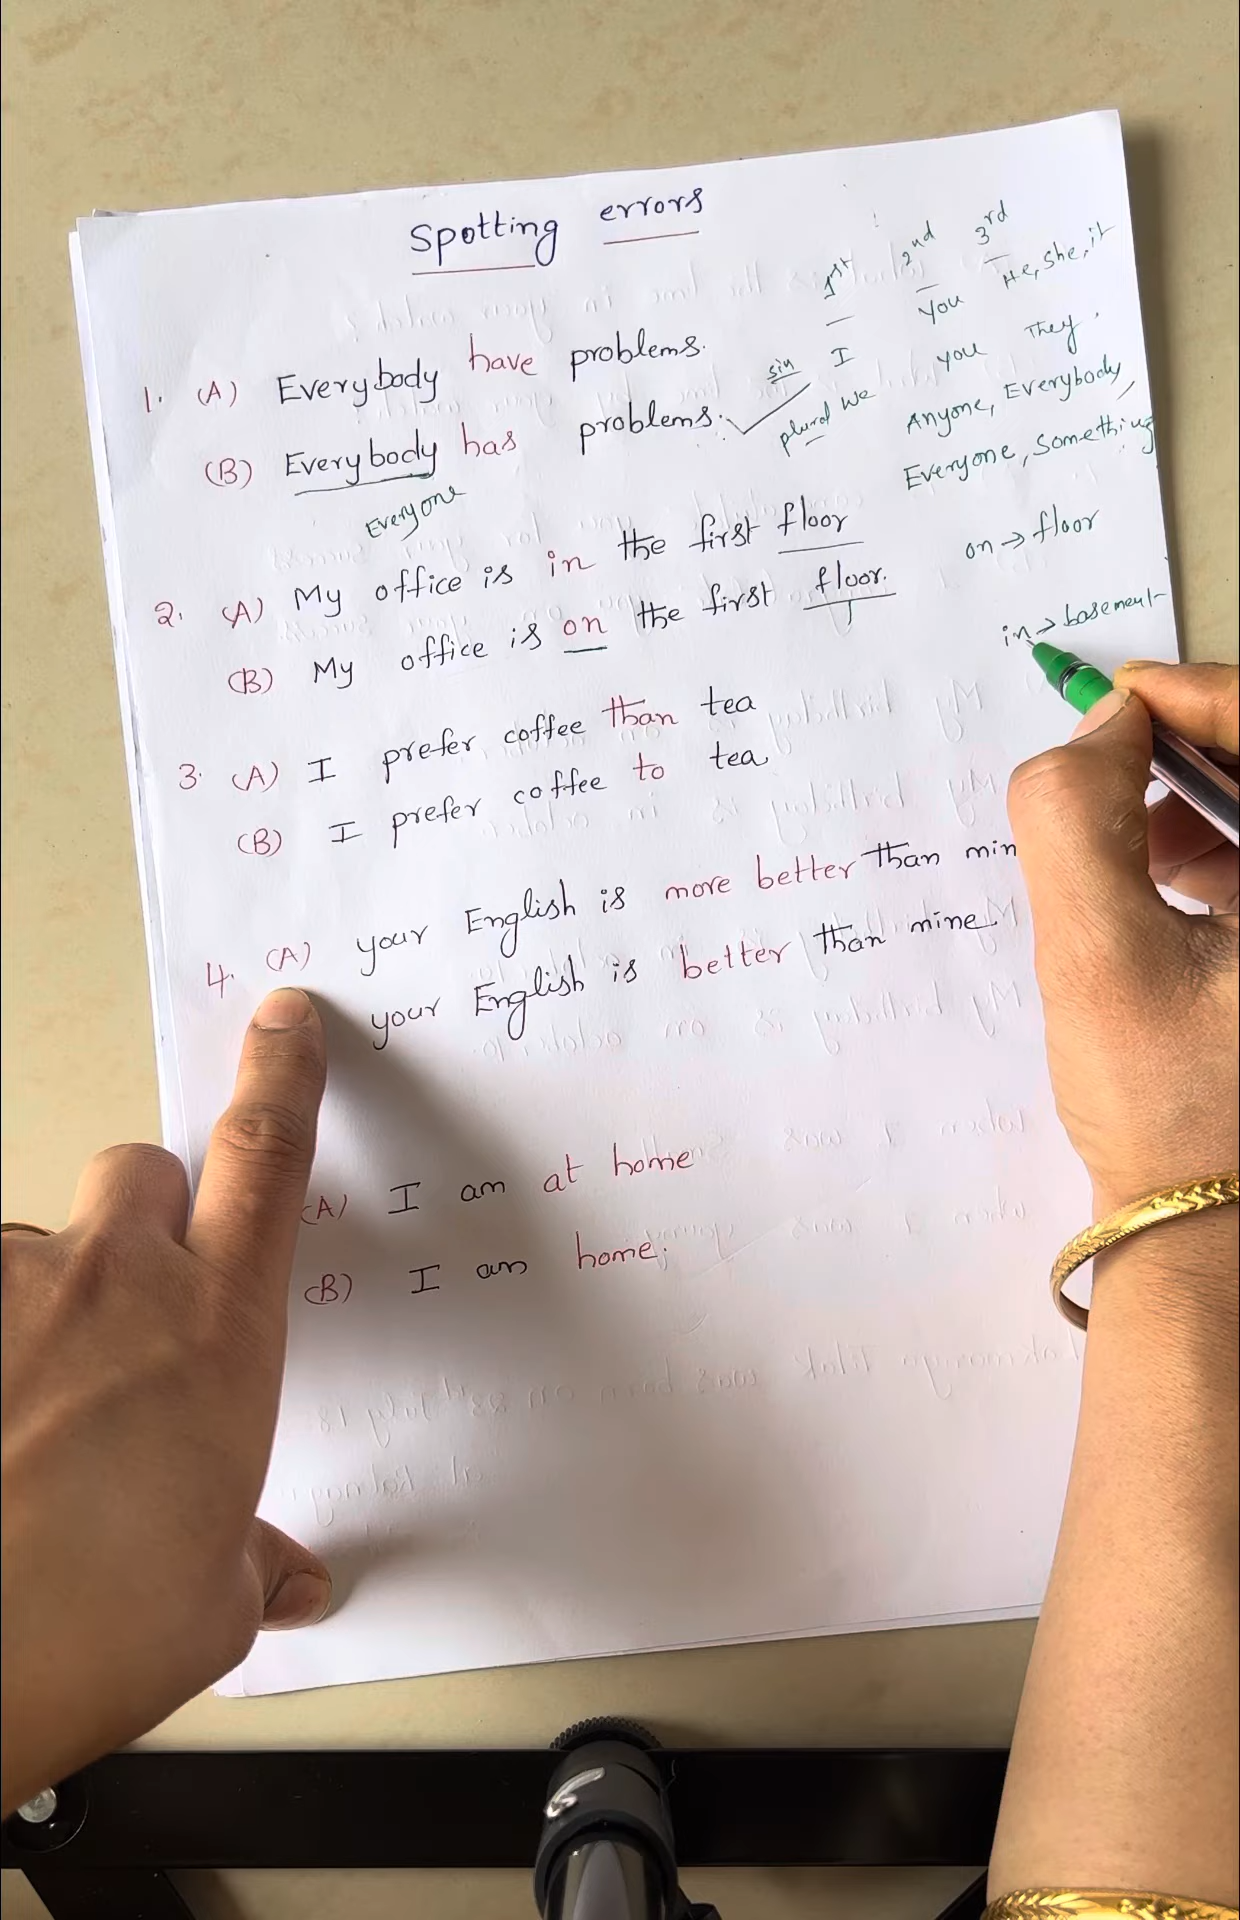 Spotting errors
1. (A) Everybody have problems.
(B) Everybody has problems.
Everyone
1st 2nd 3rd
sin I You He, she, it
plural we you They
Anyone, Everybody,
Everyone, Something
2. (A) My office is in the first floor
(B) My office is on the first floor.
on → floor
in → basement
3. (A) I prefer coffee than tea
(B) I prefer coffee to tea
4. (A) your English is more better than min
your English is better than mine
(A) I am at home
(B) I am home.